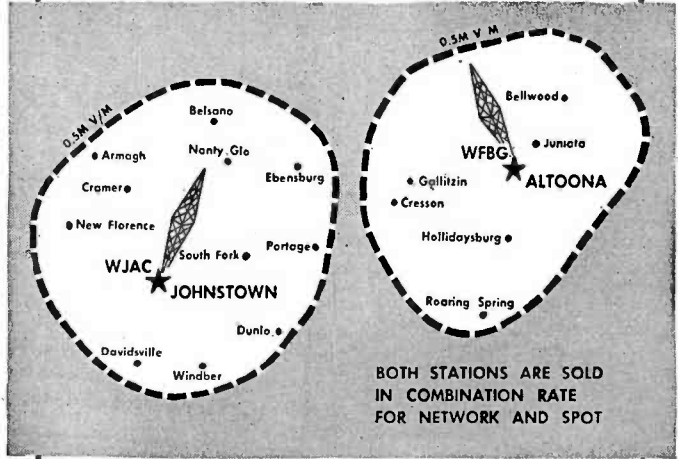 0.5M V/M
Belsano
Armagh
Nanty Glo
Ebensburg
Cramer
New Florence
South Fork
Portage
WJAC
JOHNSTOWN
Dunlo
Davidsville
Windber
0.5M V M
Bellwood
Juniata
WFBG
ALTOONA
Gallitzin
Cresson
Hollidaysburg
Roaring Spring
BOTH STATIONS ARE SOLD
IN COMBINATION RATE
FOR NETWORK AND SPOT